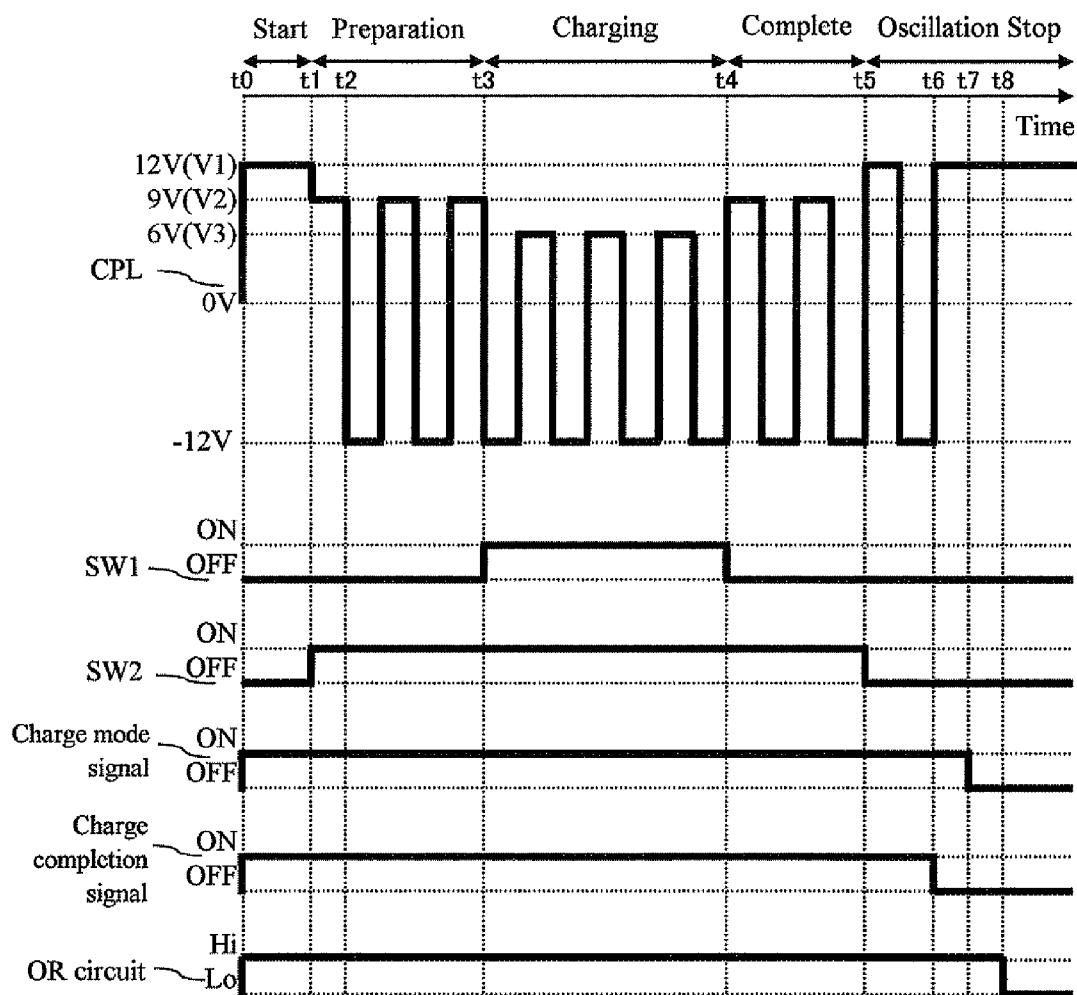 Start Preparation Charging Complete Oscillation Stop
t0 t1 t2 t3 t4 t5 t6 t7 t8
Time
12V(V1)
9V(V2)
6V(V3)
CPL
0V
-12V
ON
SW1 OFF
ON
SW2 OFF
Charge mode ON
signal OFF
Charge
completion ON
signal OFF
Hi
OR circuit Lo